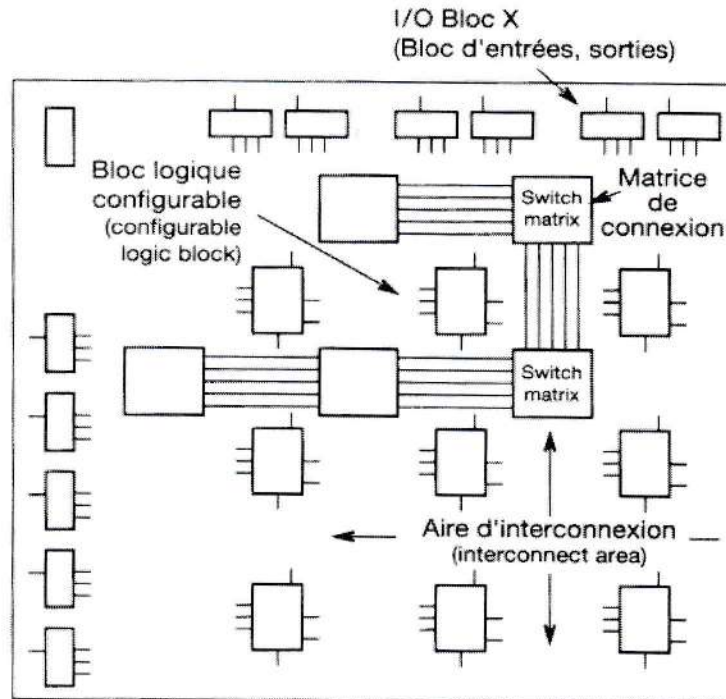 I/O Bloc X
(Bloc d'entrées, sorties)
Bloc logique
configurable
(configurable
logic block)
Switch
matrix
Matrice
de
connexion
Switch
matrix
Aire d'interconnexion
(interconnect area)